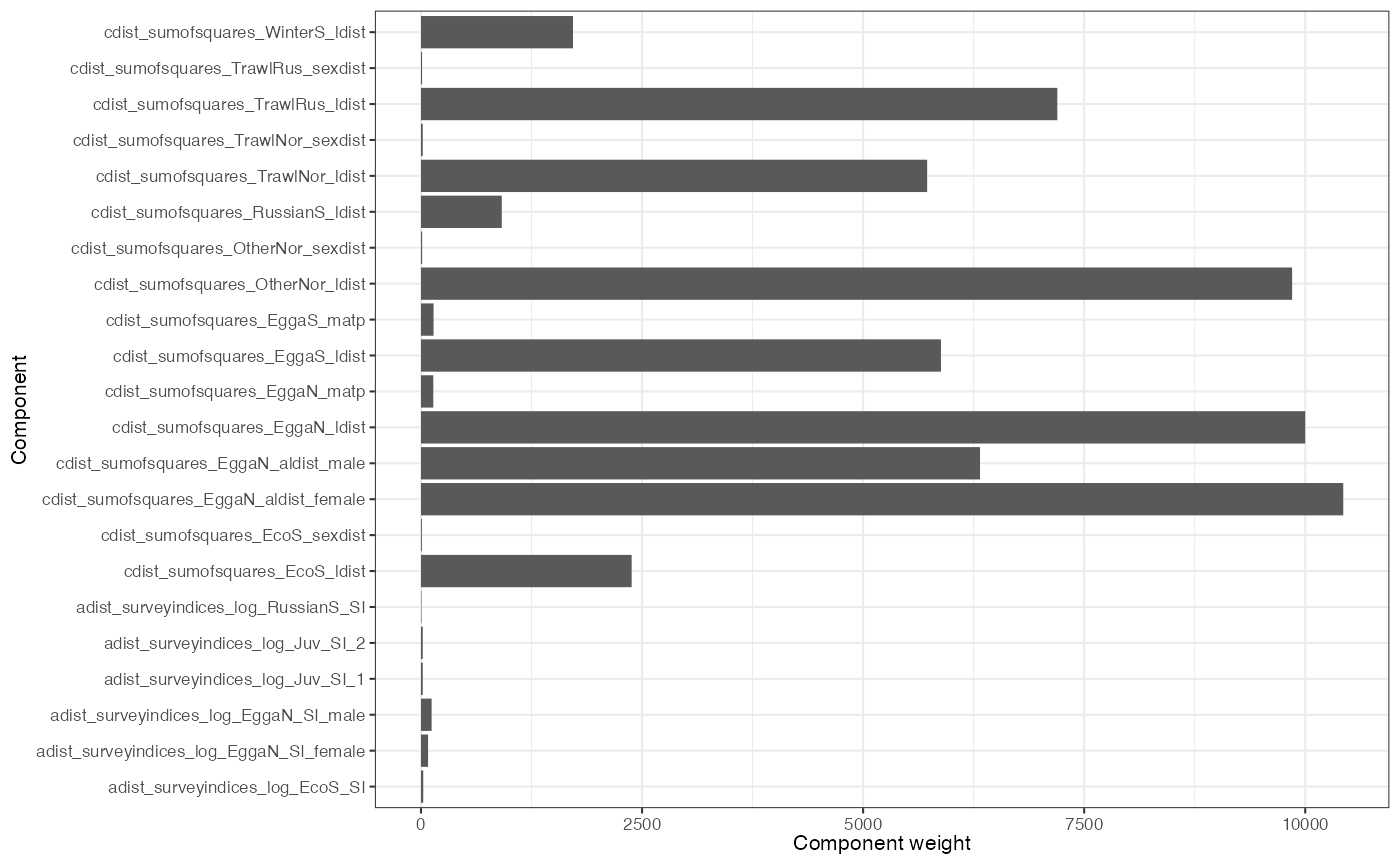 cdist_sumofsquares_WinterS_ldist
cdist_sumofsquares_TrawlRus_sexdist
cdist_sumofsquares_TrawlRus_ldist
cdist_sumofsquares_TrawlNor_sexdist
cdist_sumofsquares_TrawlNor_ldist
cdist_sumofsquares_RussianS_ldist
cdist_sumofsquares_OtherNor_sexdist
cdist_sumofsquares_OtherNor_ldist
cdist_sumofsquares_EggaS_matp
cdist_sumofsquares_EggaS_ldist
cdist_sumofsquares_EggaN_matp
cdist_sumofsquares_EggaN_ldist
cdist_sumofsquares_EggaN_aldist_male
cdist_sumofsquares_EggaN_aldist_female
cdist_sumofsquares_EcoS_sexdist
cdist_sumofsquares_EcoS_ldist
adist_surveyindices_log_RussianS_SI
adist_surveyindices_log_Juv_SI_2
adist_surveyindices_log_Juv_SI_1
adist_surveyindices_log_EggaN_SI_male
adist_surveyindices_log_EggaN_SI_female
adist_surveyindices_log_EcoS_SI
Component
0 2500 5000 7500 10000
Component weight